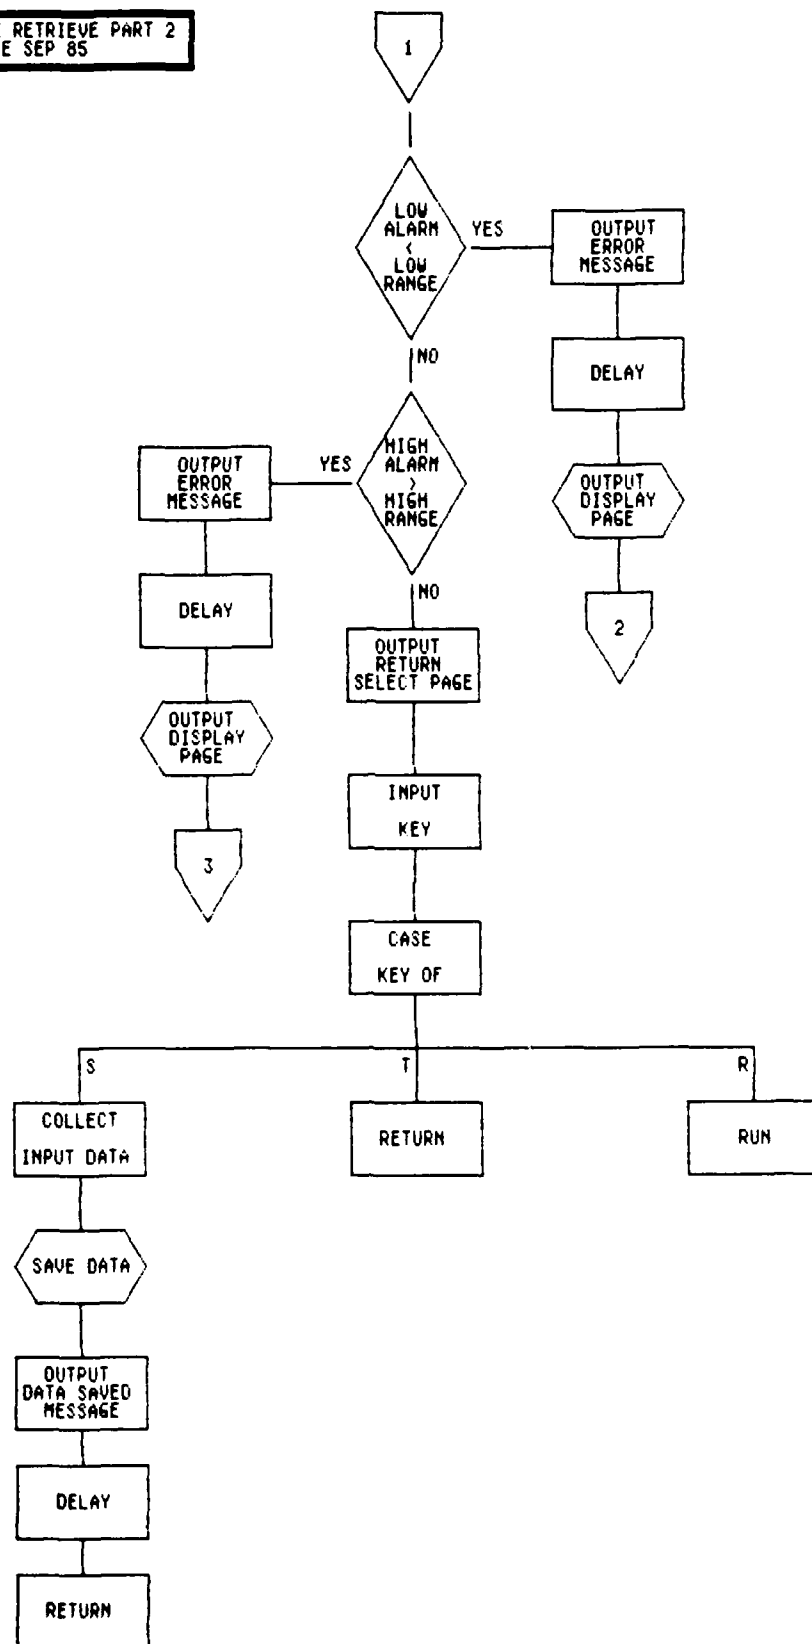 RETRIEVE PART 2
E SEP 85
1
LOW
ALARM
<
LOW
RANGE
YES
OUTPUT
ERROR
MESSAGE
NO
DELAY
HIGH
ALARM
>
HIGH
RANGE
YES
OUTPUT
ERROR
MESSAGE
OUTPUT
DISPLAY
PAGE
NO
DELAY
2
OUTPUT
RETURN
SELECT PAGE
OUTPUT
DISPLAY
PAGE
INPUT
KEY
3
CASE
KEY OF
S
T
R
COLLECT
INPUT DATA
RETURN
RUN
SAVE DATA
OUTPUT
DATA SAVED
MESSAGE
DELAY
RETURN